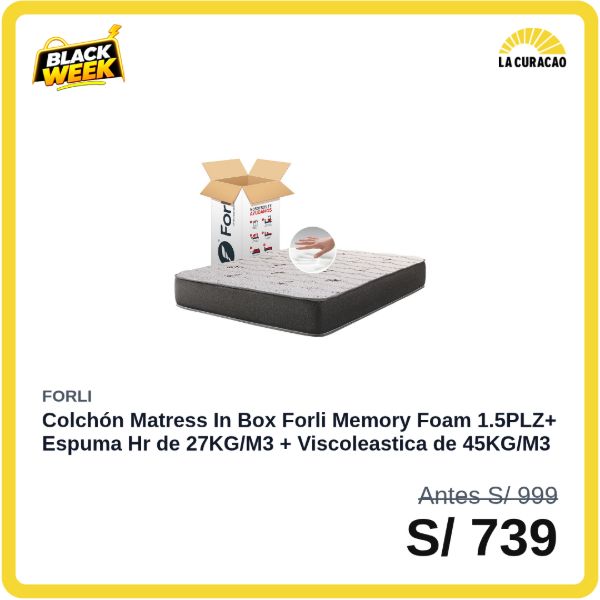 BLACK
WEEK
LA CURACAO
Forli
FORLI
Colchón Matress In Box Forli Memory Foam 1.5PLZ+
Espuma Hr de 27KG/M3 + Viscoleastica de 45KG/M3
Antes S/ 999
S/ 739